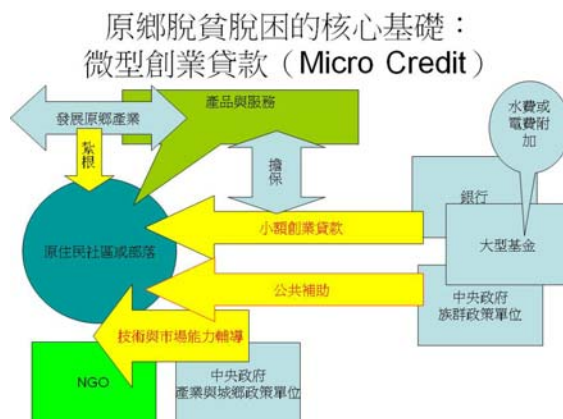 原鄉脫貧脫困的核心基礎：
微型創業貸款（Micro Credit）
產品與服務
水費或
電費附
加
發展原鄉產業
紮根
擔保
銀行
小額創業貸款
原住民社區或部落
大型基金
公共補助
中央政府
族群政策單位
技術與市場能力輔導
NGO
中央政府
產業與城鄉政策單位